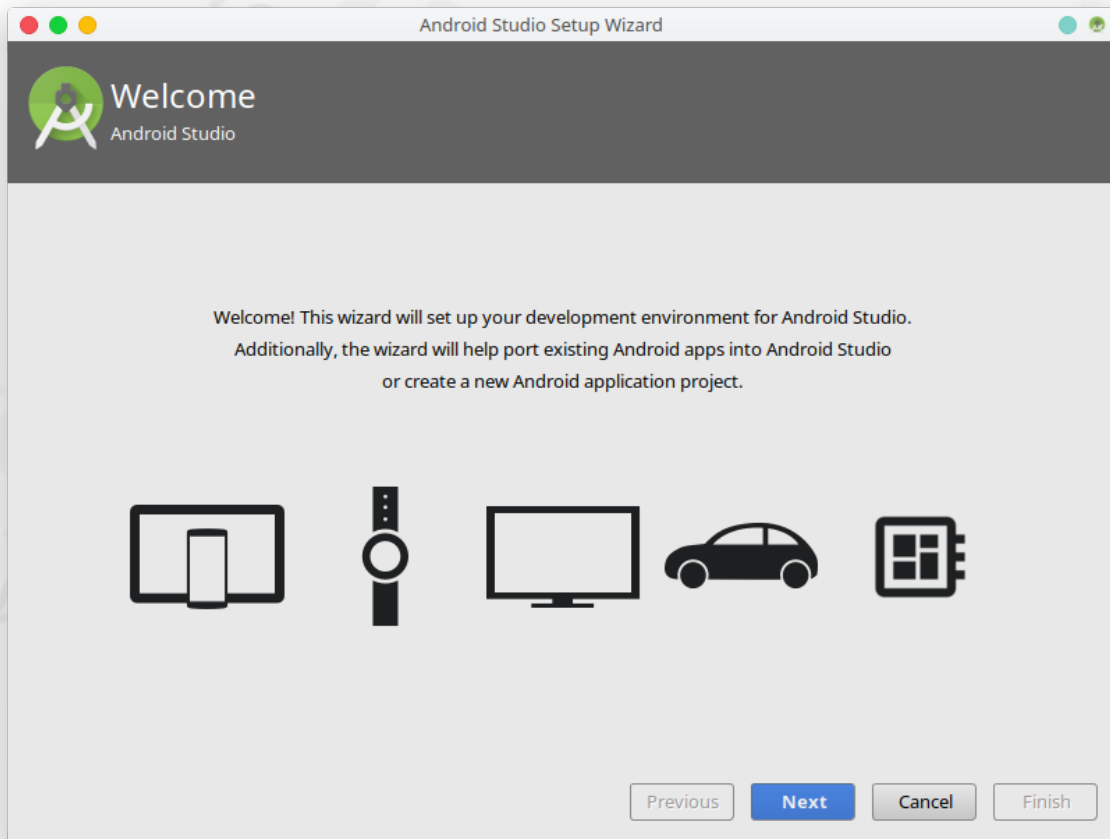 Android Studio Setup Wizard
Welcome
Android Studio
Welcome! This wizard will set up your development environment for Android Studio.
Additionally, the wizard will help port existing Android apps into Android Studio
or create a new Android application project.
Previous Next Cancel Finish